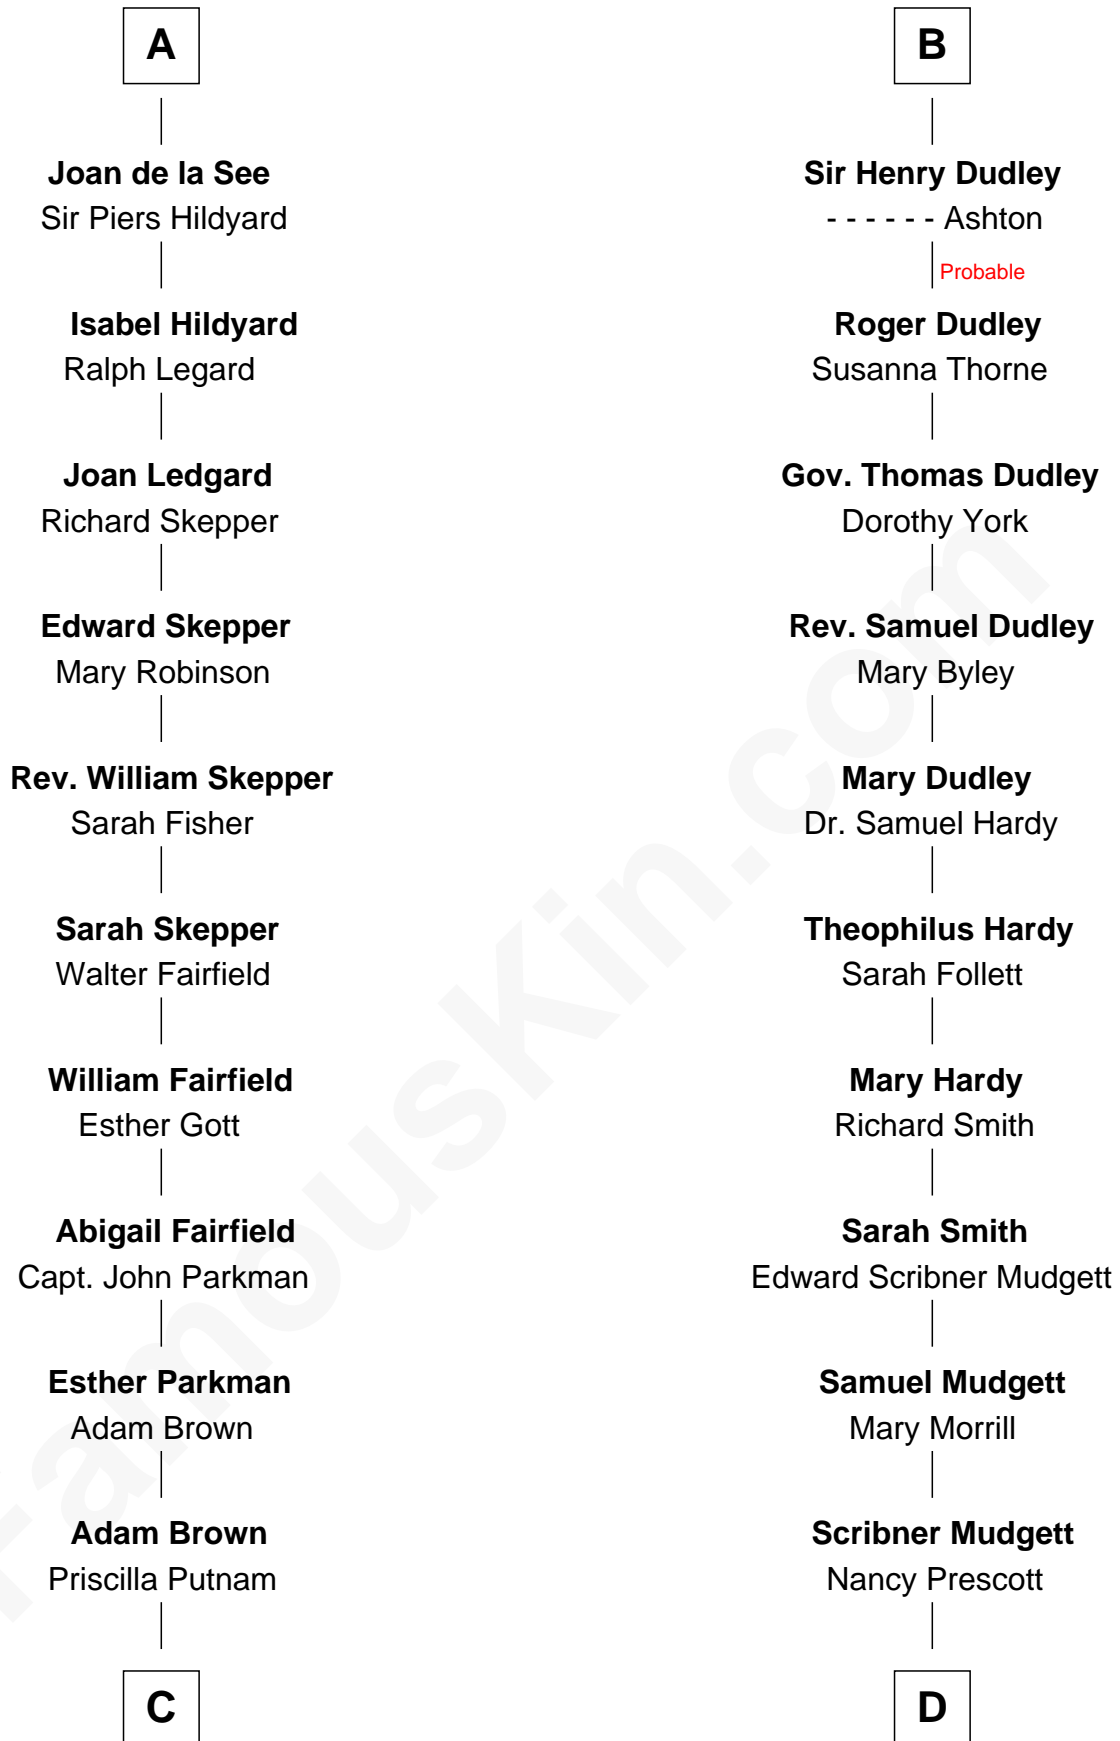 A
Joan de la See
Sir Piers Hildyard
Isabel Hildyard
Ralph Legard
Joan Ledgard
Richard Skepper
Edward Skepper
Mary Robinson
Rev. William Skepper
Sarah Fisher
Sarah Skepper
Walter Fairfield
William Fairfield
Esther Gott
Abigail Fairfield
Capt. John Parkman
Esther Parkman
Adam Brown
Adam Brown
Priscilla Putnam
C
B
Sir Henry Dudley
- - - - - - Ashton
Probable
Roger Dudley
Susanna Thorne
Gov. Thomas Dudley
Dorothy York
Rev. Samuel Dudley
Mary Byley
Mary Dudley
Dr. Samuel Hardy
Theophilus Hardy
Sarah Follett
Mary Hardy
Richard Smith
Sarah Smith
Edward Scribner Mudgett
Samuel Mudgett
Mary Morrill
Scribner Mudgett
Nancy Prescott
D
FamousKin.com